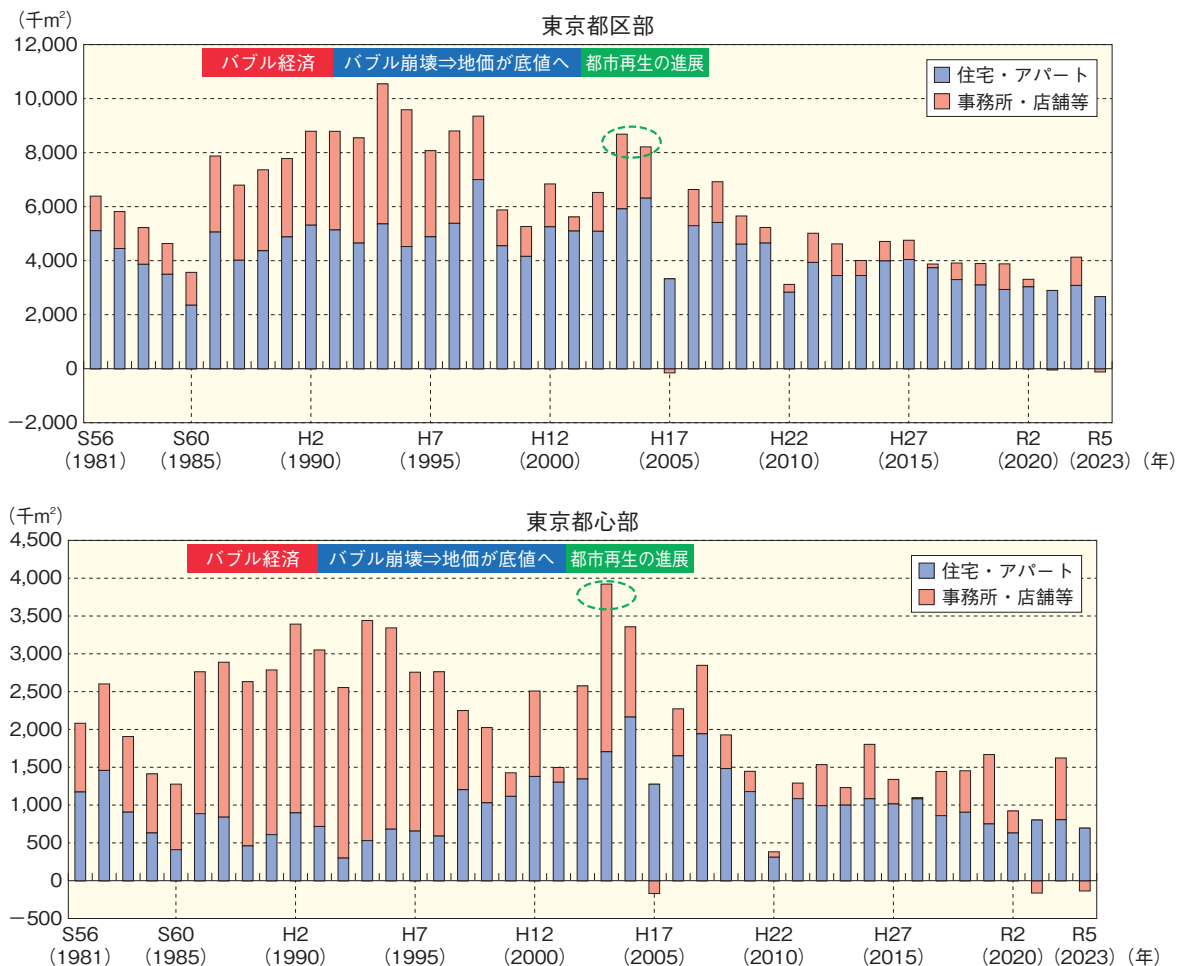 (千m²)
東京都区部
バブル経済
バブル崩壊⇒地価が底値へ
都市再生の進展
住宅・アパート
事務所・店舗等
12,000
10,000
8,000
6,000
4,000
2,000
0
−2,000
S56 S60 H2 H7 H12 H17 H22 H27 R2 R5
(1981) (1985) (1990) (1995) (2000) (2005) (2010) (2015) (2020) (2023) (年)
(千m²)
東京都心部
バブル経済
バブル崩壊⇒地価が底値へ
都市再生の進展
住宅・アパート
事務所・店舗等
4,500
4,000
3,500
3,000
2,500
2,000
1,500
1,000
500
0
−500
S56 S60 H2 H7 H12 H17 H22 H27 R2 R5
(1981) (1985) (1990) (1995) (2000) (2005) (2010) (2015) (2020) (2023) (年)